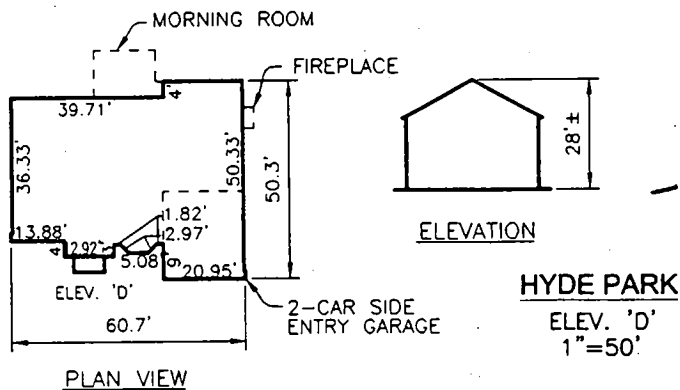 MORNING ROOM
FIREPLACE
4'
39.71'
36.33'
50.33'
50.3'
28'±
13.88'
4'
2.92'
1.82'
2.97'
5.08'
9'
20.95'
ELEV. 'D'
60.7'
2-CAR SIDE
ENTRY GARAGE
PLAN VIEW
ELEVATION
HYDE PARK
ELEV. 'D'
1"=50'